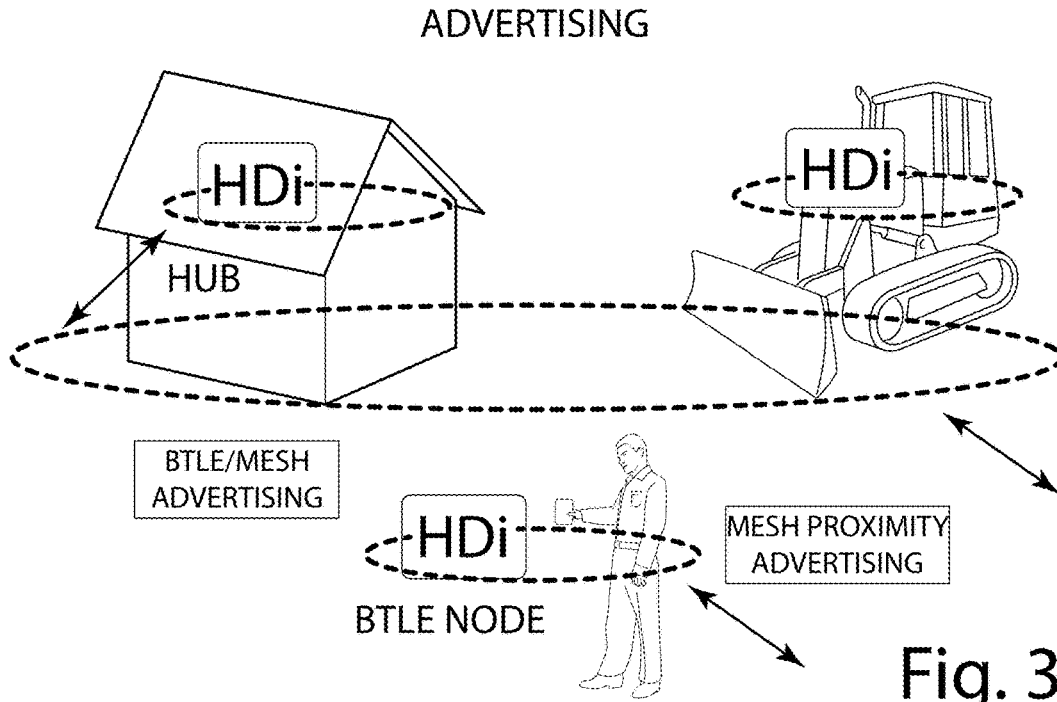 ADVERTISING
HDi
HDi
HUB
BTLE/MESH
ADVERTISING
HDi
MESH PROXIMITY
ADVERTISING
BTLE NODE
Fig. 3